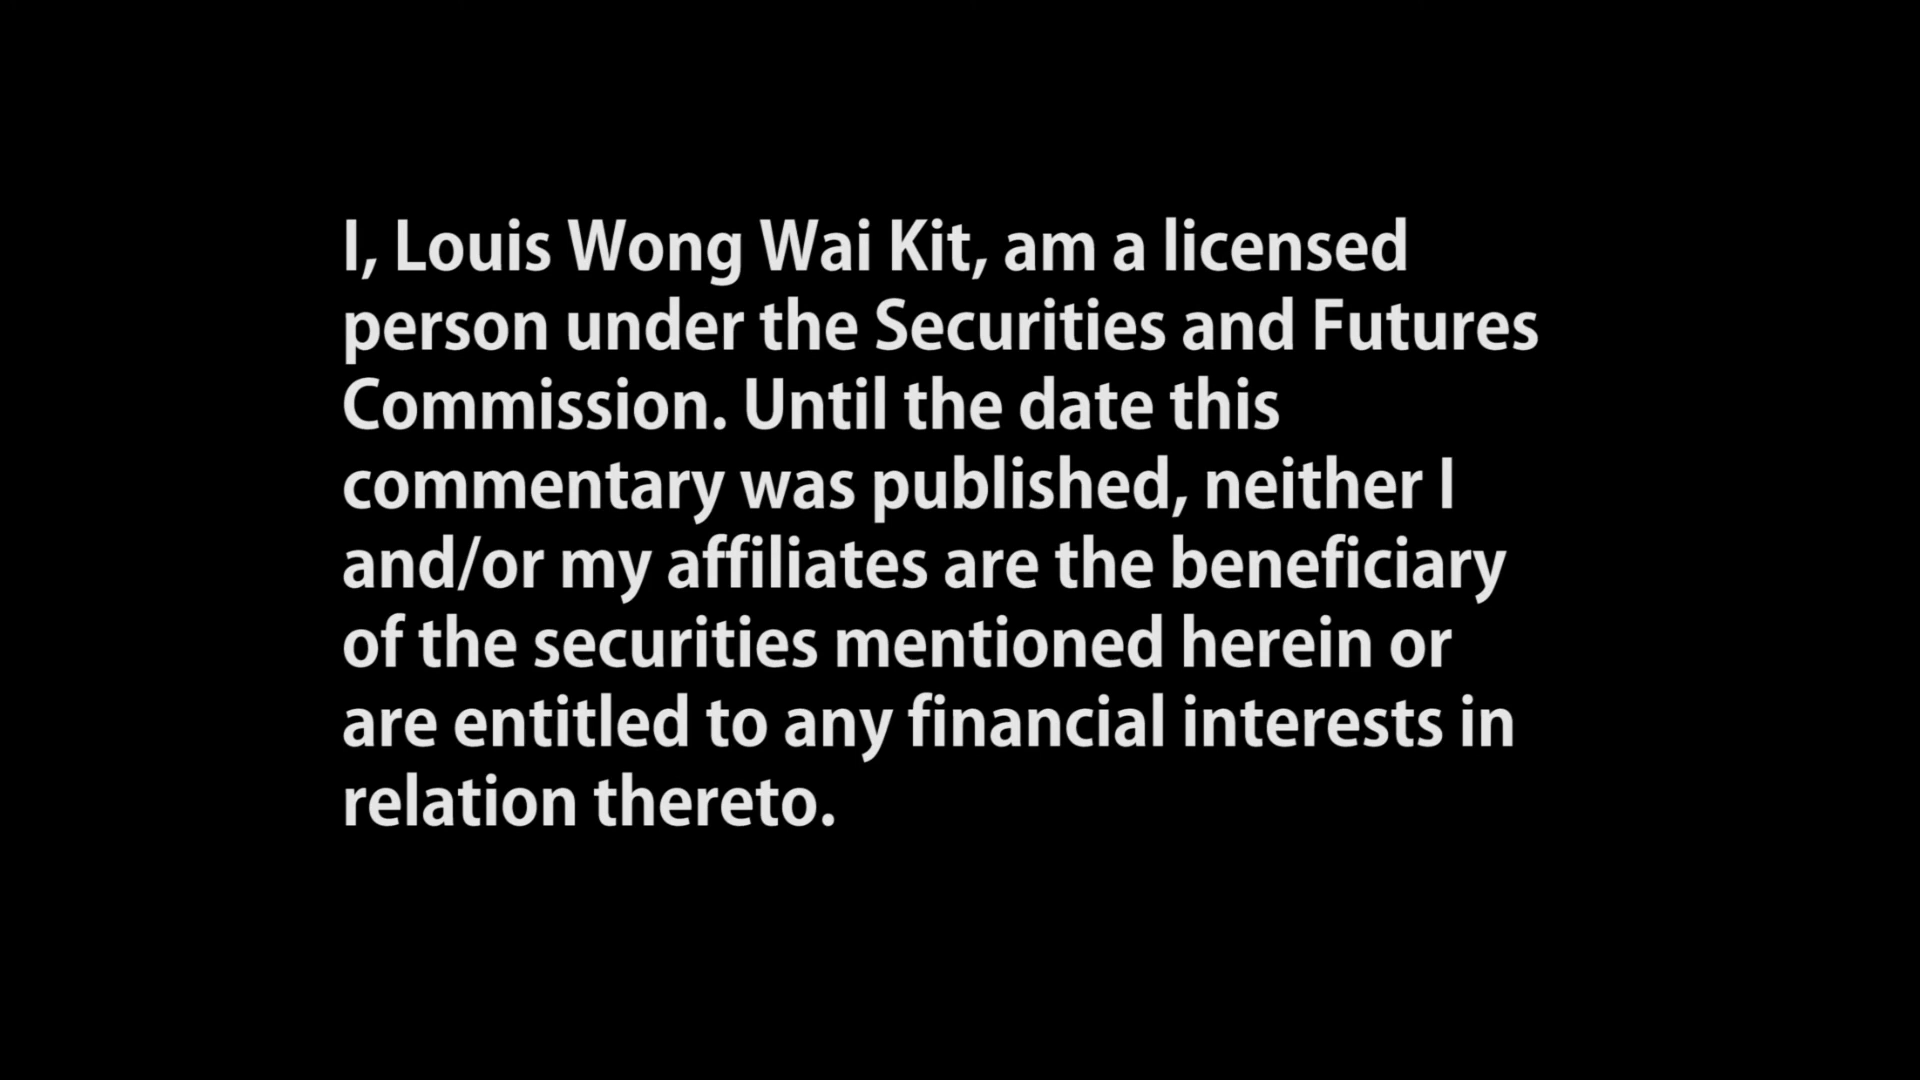 I, Louis Wong Wai Kit, am a licensed
person under the Securities and Futures
Commission. Until the date this
commentary was published, neither I
and/or my affiliates are the beneficiary
of the securities mentioned herein or
are entitled to any financial interests in
relation thereto.